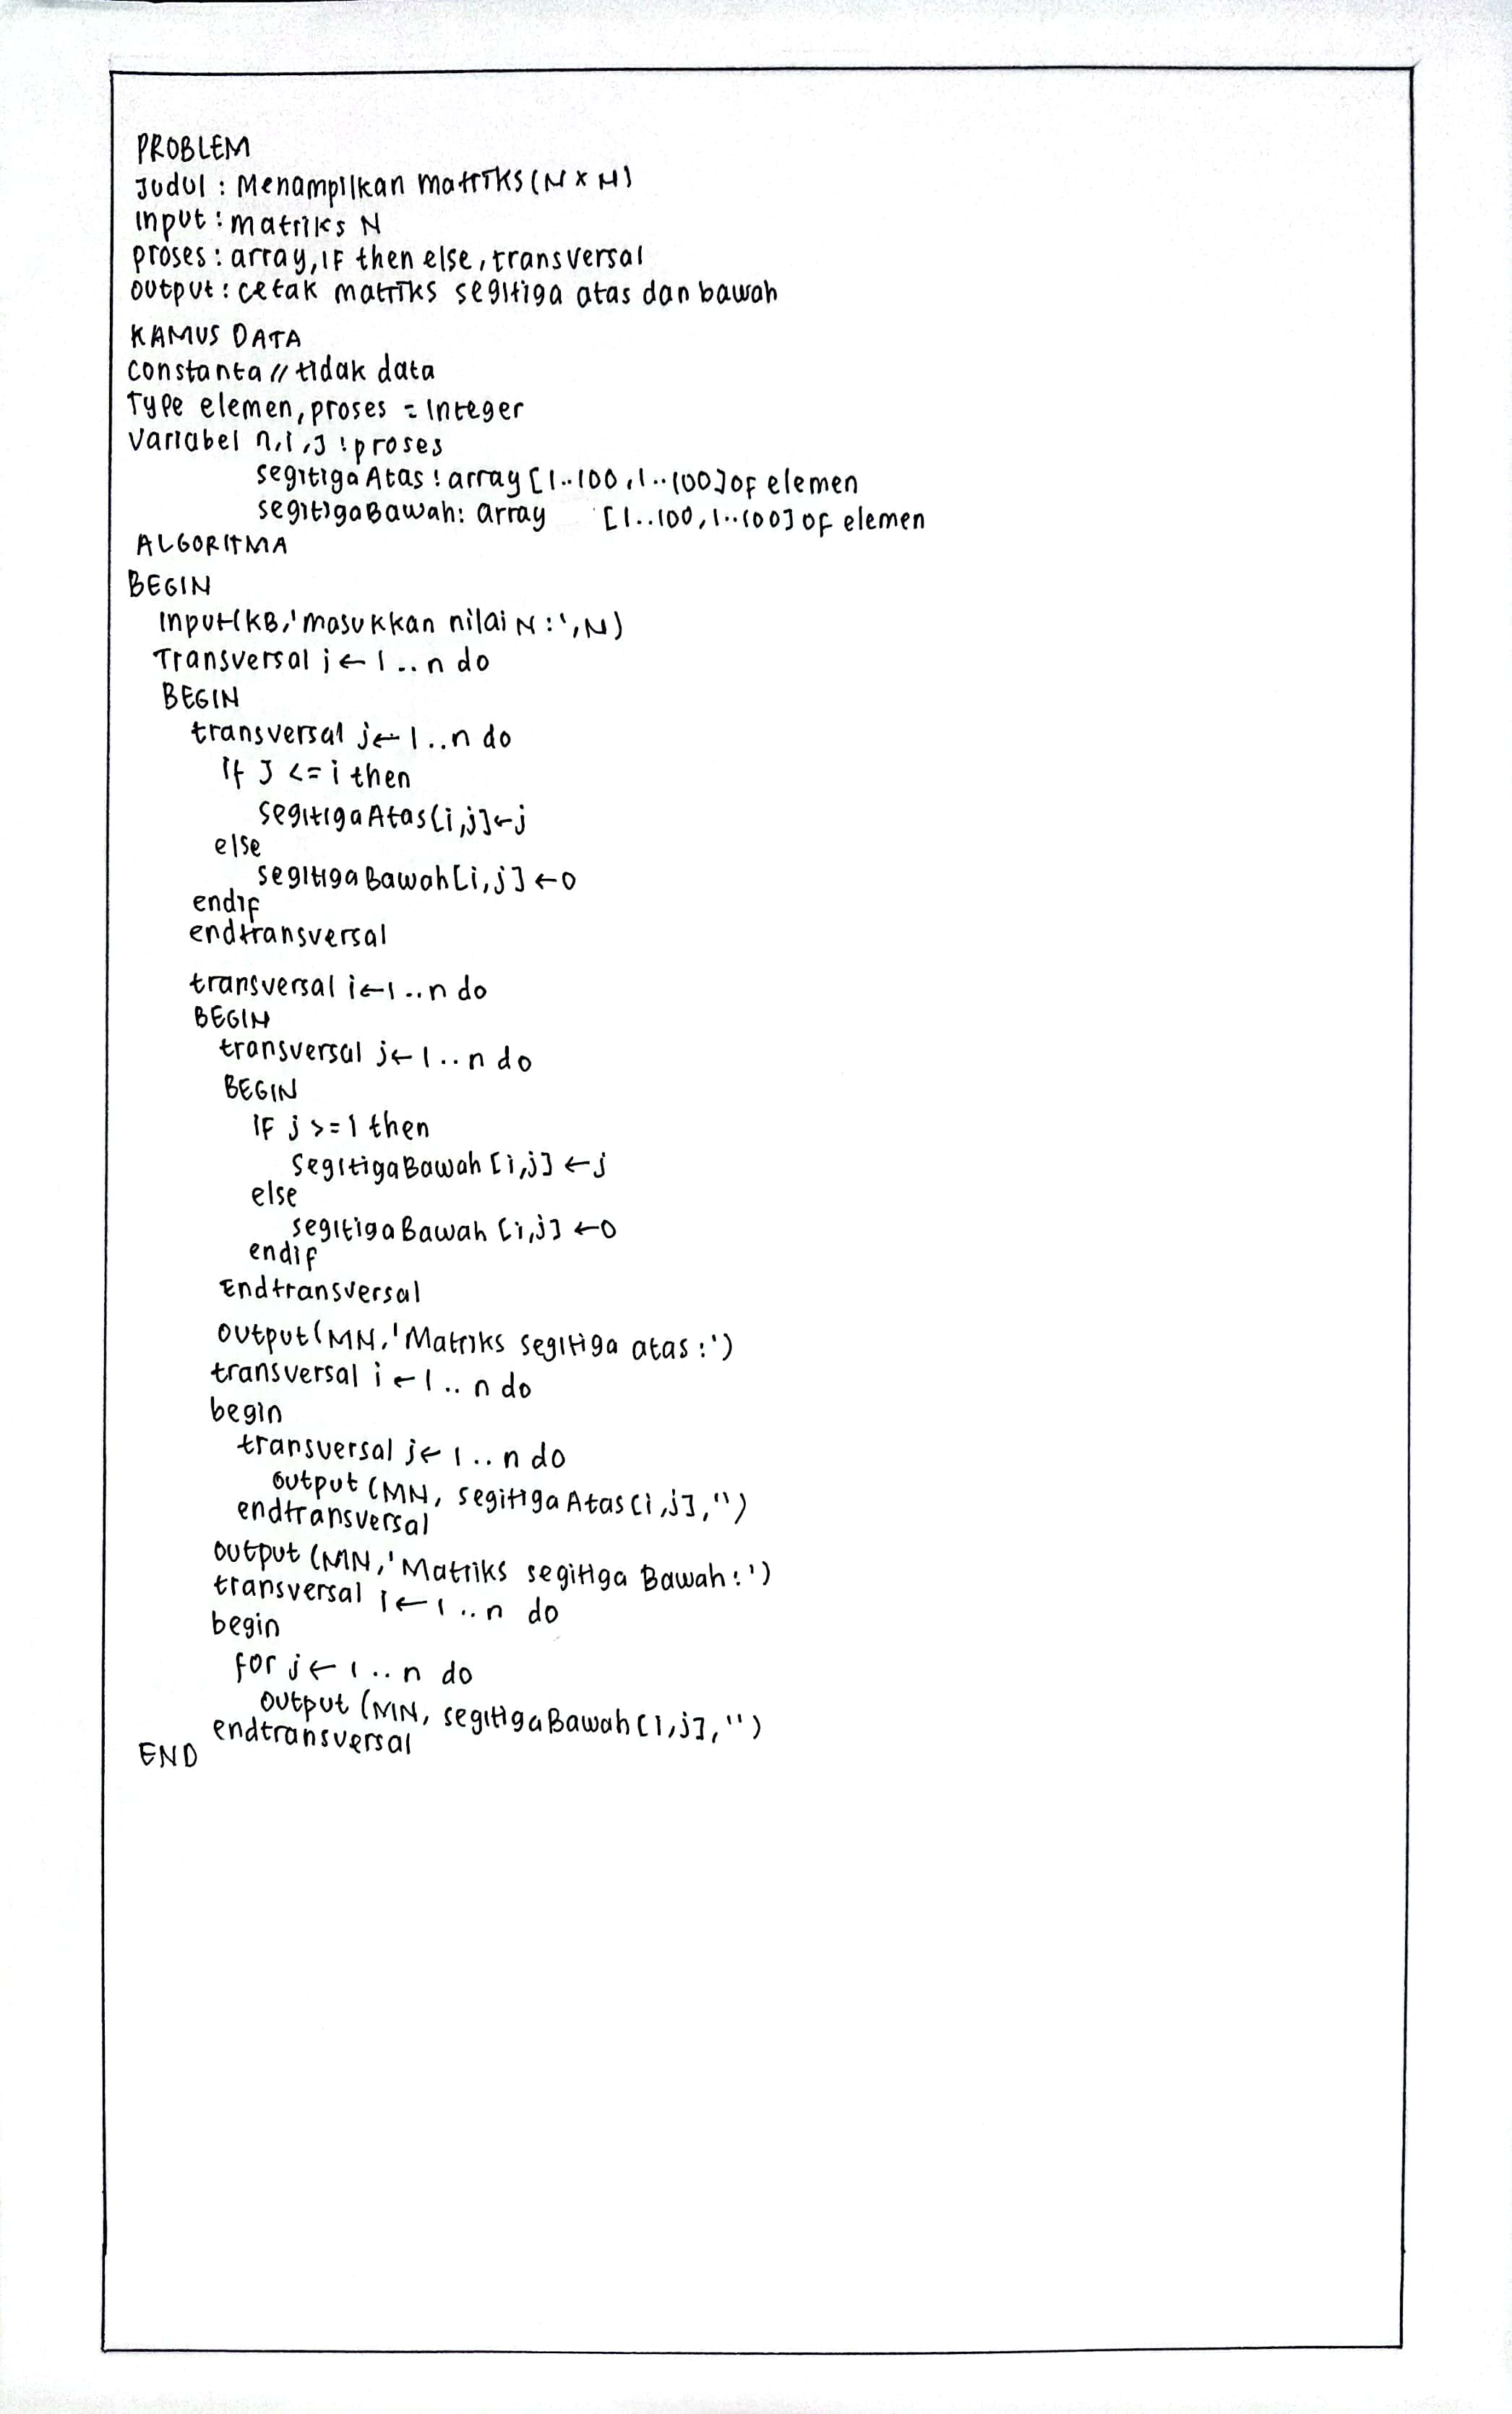 PROBLEM
Judul : Menampilkan matriks (N x N)
input : matriks N
proses : array, IF then else, transversal
output : cetak matriks segitiga atas dan bawah
KAMUS DATA
constanta // tidak data
Type elemen, proses = Integer
Variabel n,i,j : proses
segitigaAtas : array [1..100,1..100] of elemen
segitigaBawah : array [1..100,1..100] of elemen
ALGORITMA
BEGIN
input(KB,'masukkan nilai N :',N)
Transversal i ← 1 .. n do
BEGIN
transversal j ← 1..n do
If J <= i then
segitigaAtas[i,j] ← j
else
segitigaBawah[i,j] ← 0
endif
endtransversal
transversal i ← 1 .. n do
BEGIN
transversal j ← 1 .. n do
BEGIN
IF j >= 1 then
SegitigaBawah [i,j] ← j
else
segitigaBawah [i,j] ← 0
endif
Endtransversal
output(MN,'Matriks segitiga atas :')
transversal i ← 1 .. n do
begin
transversal j ← 1 .. n do
output (MN, segitigaAtas[i,j],'')
endtransversal
output (MN,'Matriks segitiga Bawah :')
transversal i ← 1 .. n do
begin
for j ← 1 .. n do
output (MN, segitigaBawah[i,j],'')
endtransversal
END